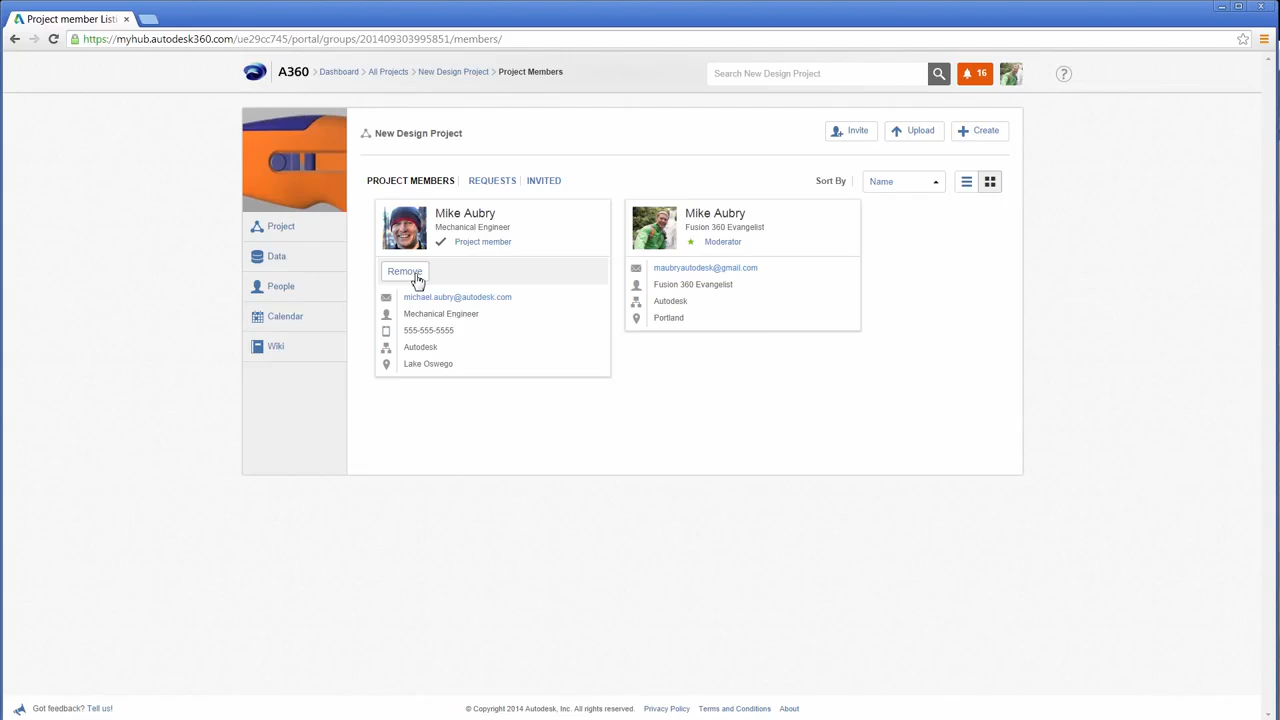 Project member Listi
https://myhub.autodesk360.com/ue29cc745/portal/groups/201409303995851/members/
A360 Dashboard All Projects New Design Project Project Members
Search New Design Project
16
?
New Design Project
Invite Upload Create
PROJECT MEMBERS REQUESTS INVITED
Sort By Name
Project
Data
People
Calendar
Wiki
Mike Aubry
Mechanical Engineer
Project member
Remove
michael.aubry@autodesk.com
Mechanical Engineer
555-555-5555
Autodesk
Lake Oswego
Mike Aubry
Fusion 360 Evangelist
Moderator
maubryautodesk@gmail.com
Fusion 360 Evangelist
Autodesk
Portland
Got feedback? Tell us!
© Copyright 2014 Autodesk, Inc. All rights reserved. Privacy Policy Terms and Conditions About